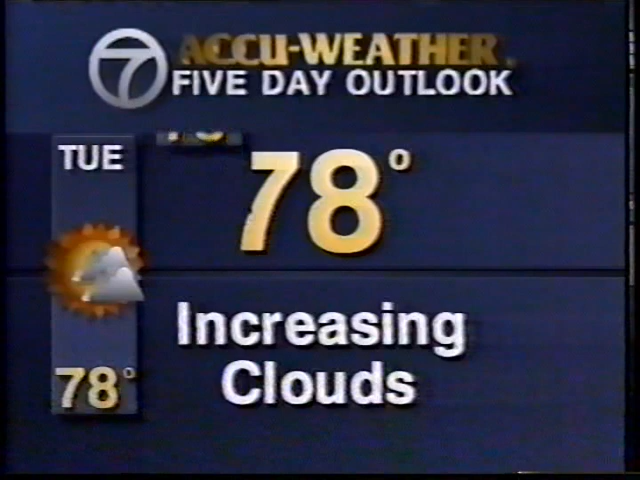 7 ACCU-WEATHER
FIVE DAY OUTLOOK
TUE
78°
78°
Increasing
Clouds